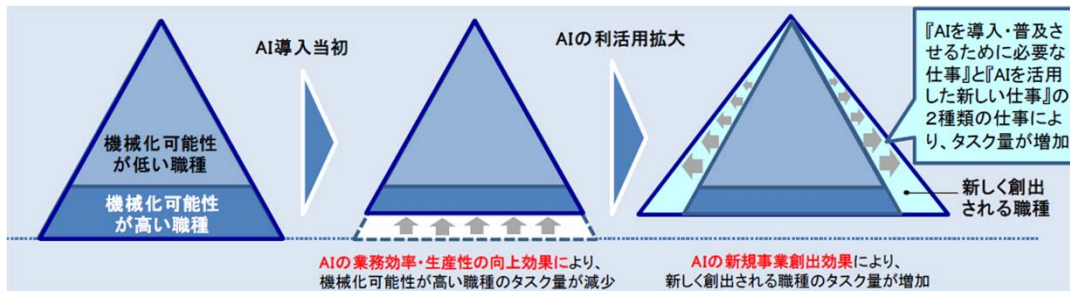 機械化可能性
が低い職種
機械化可能性
が高い職種
AI導入当初
AIの業務効率・生産性の向上効果により、
機械化可能性が高い職種のタスク量が減少
AIの利活用拡大
『AIを導入・普及さ
せるために必要な
仕事』と『AIを活用
した新しい仕事』の
2種類の仕事によ
り、タスク量が増加
新しく創出
される職種
AIの新規事業創出効果により、
新しく創出される職種のタスク量が増加